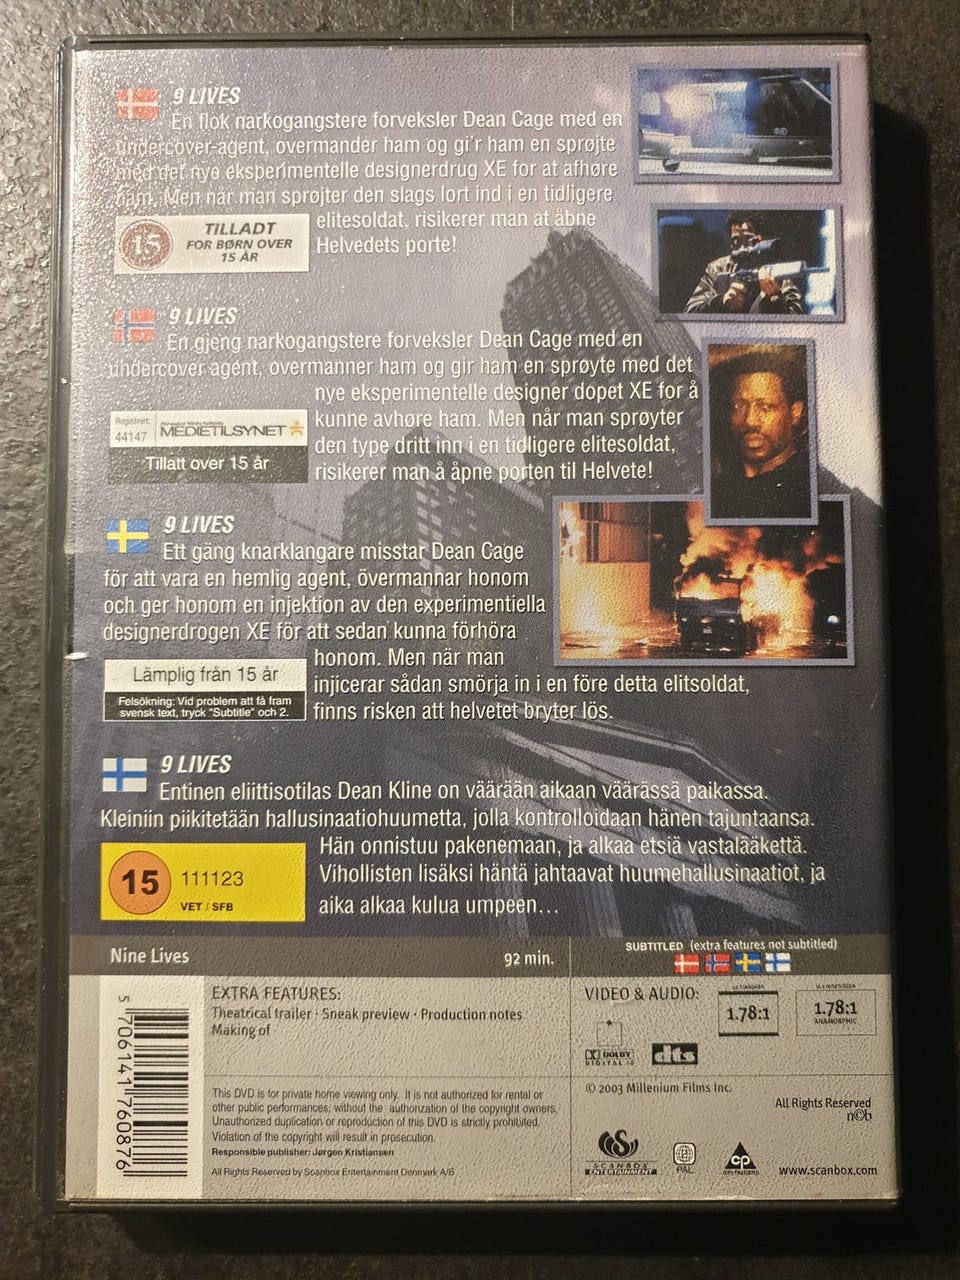 9 LIVES
En flok narkogangstere forveksler Dean Cage med en
undercover-agent, overmander ham og gi'r ham en sprøjte
med det nye eksperimentelle designerdrug XE for at afhøre
ham. Men når man sprøjter den slags lort ind i en tidligere
elitesoldat, risikerer man at åbne
Helvedets porte!
15
TILLADT
FOR BØRN OVER
15 ÅR
9 LIVES
En gjeng narkogangstere forveksler Dean Cage med en
undercover agent, overmanner ham og gir ham en sprøyte med det
nye eksperimentelle designer dopet XE for å
kunne avhøre ham. Men når man sprøyter
den type dritt inn i en tidligere elitesoldat,
risikerer man å åpne porten til Helvete!
Registrert:
44147
MEDIETILSYNET
Tillatt over 15 år
9 LIVES
Ett gäng knarklangare misstar Dean Cage
för att vara en hemlig agent, övermannar honom
och ger honom en injektion av den experimentiella
designerdrogen XE för att sedan kunna förhöra
honom. Men när man
injicerar sådan smörja in i en före detta elitsoldat,
finns risken att helvetet bryter lös.
Lämplig från 15 år
Felsökning: Vid problem att få fram
svensk text, tryck "Subtitle" och 2.
9 LIVES
Entinen eliittisotilas Dean Kline on väärään aikaan väärässä paikassa.
Kleiniin piikitetään hallusinaatiohuumetta, jolla kontrolloidaan hänen tajuntaansa.
Hän onnistuu pakenemaan, ja alkaa etsiä vastalääkettä.
Vihollisten lisäksi häntä jahtaavat huumehallusinaatiot, ja
aika alkaa kulua umpeen...
15
111123
VET / SFB
Nine Lives
92 min.
SUBTITLED (extra features not subtitled)
5 706141 760876
EXTRA FEATURES:
Theatrical trailer · Sneak preview · Production notes
Making of
VIDEO & AUDIO:
1.78:1
1.78:1
ANAMORPHIC
DOLBY
DIGITAL
dts
This DVD is for private home viewing only. It is not authorized for rental or
other public performances; without the authorization of the copyright owners.
Unauthorized duplication or reproduction of this DVD is strictly prohibited.
Violation of the copyright will result in prosecution.
Responsible publisher: Jørgen Kristiansen
All Rights Reserved by Scanbox Entertainment Denmark A/S
© 2003 Millenium Films Inc.
All Rights Reserved
n©b
SCANBOX
ENTERTAINMENT
PAL
CP
www.scanbox.com